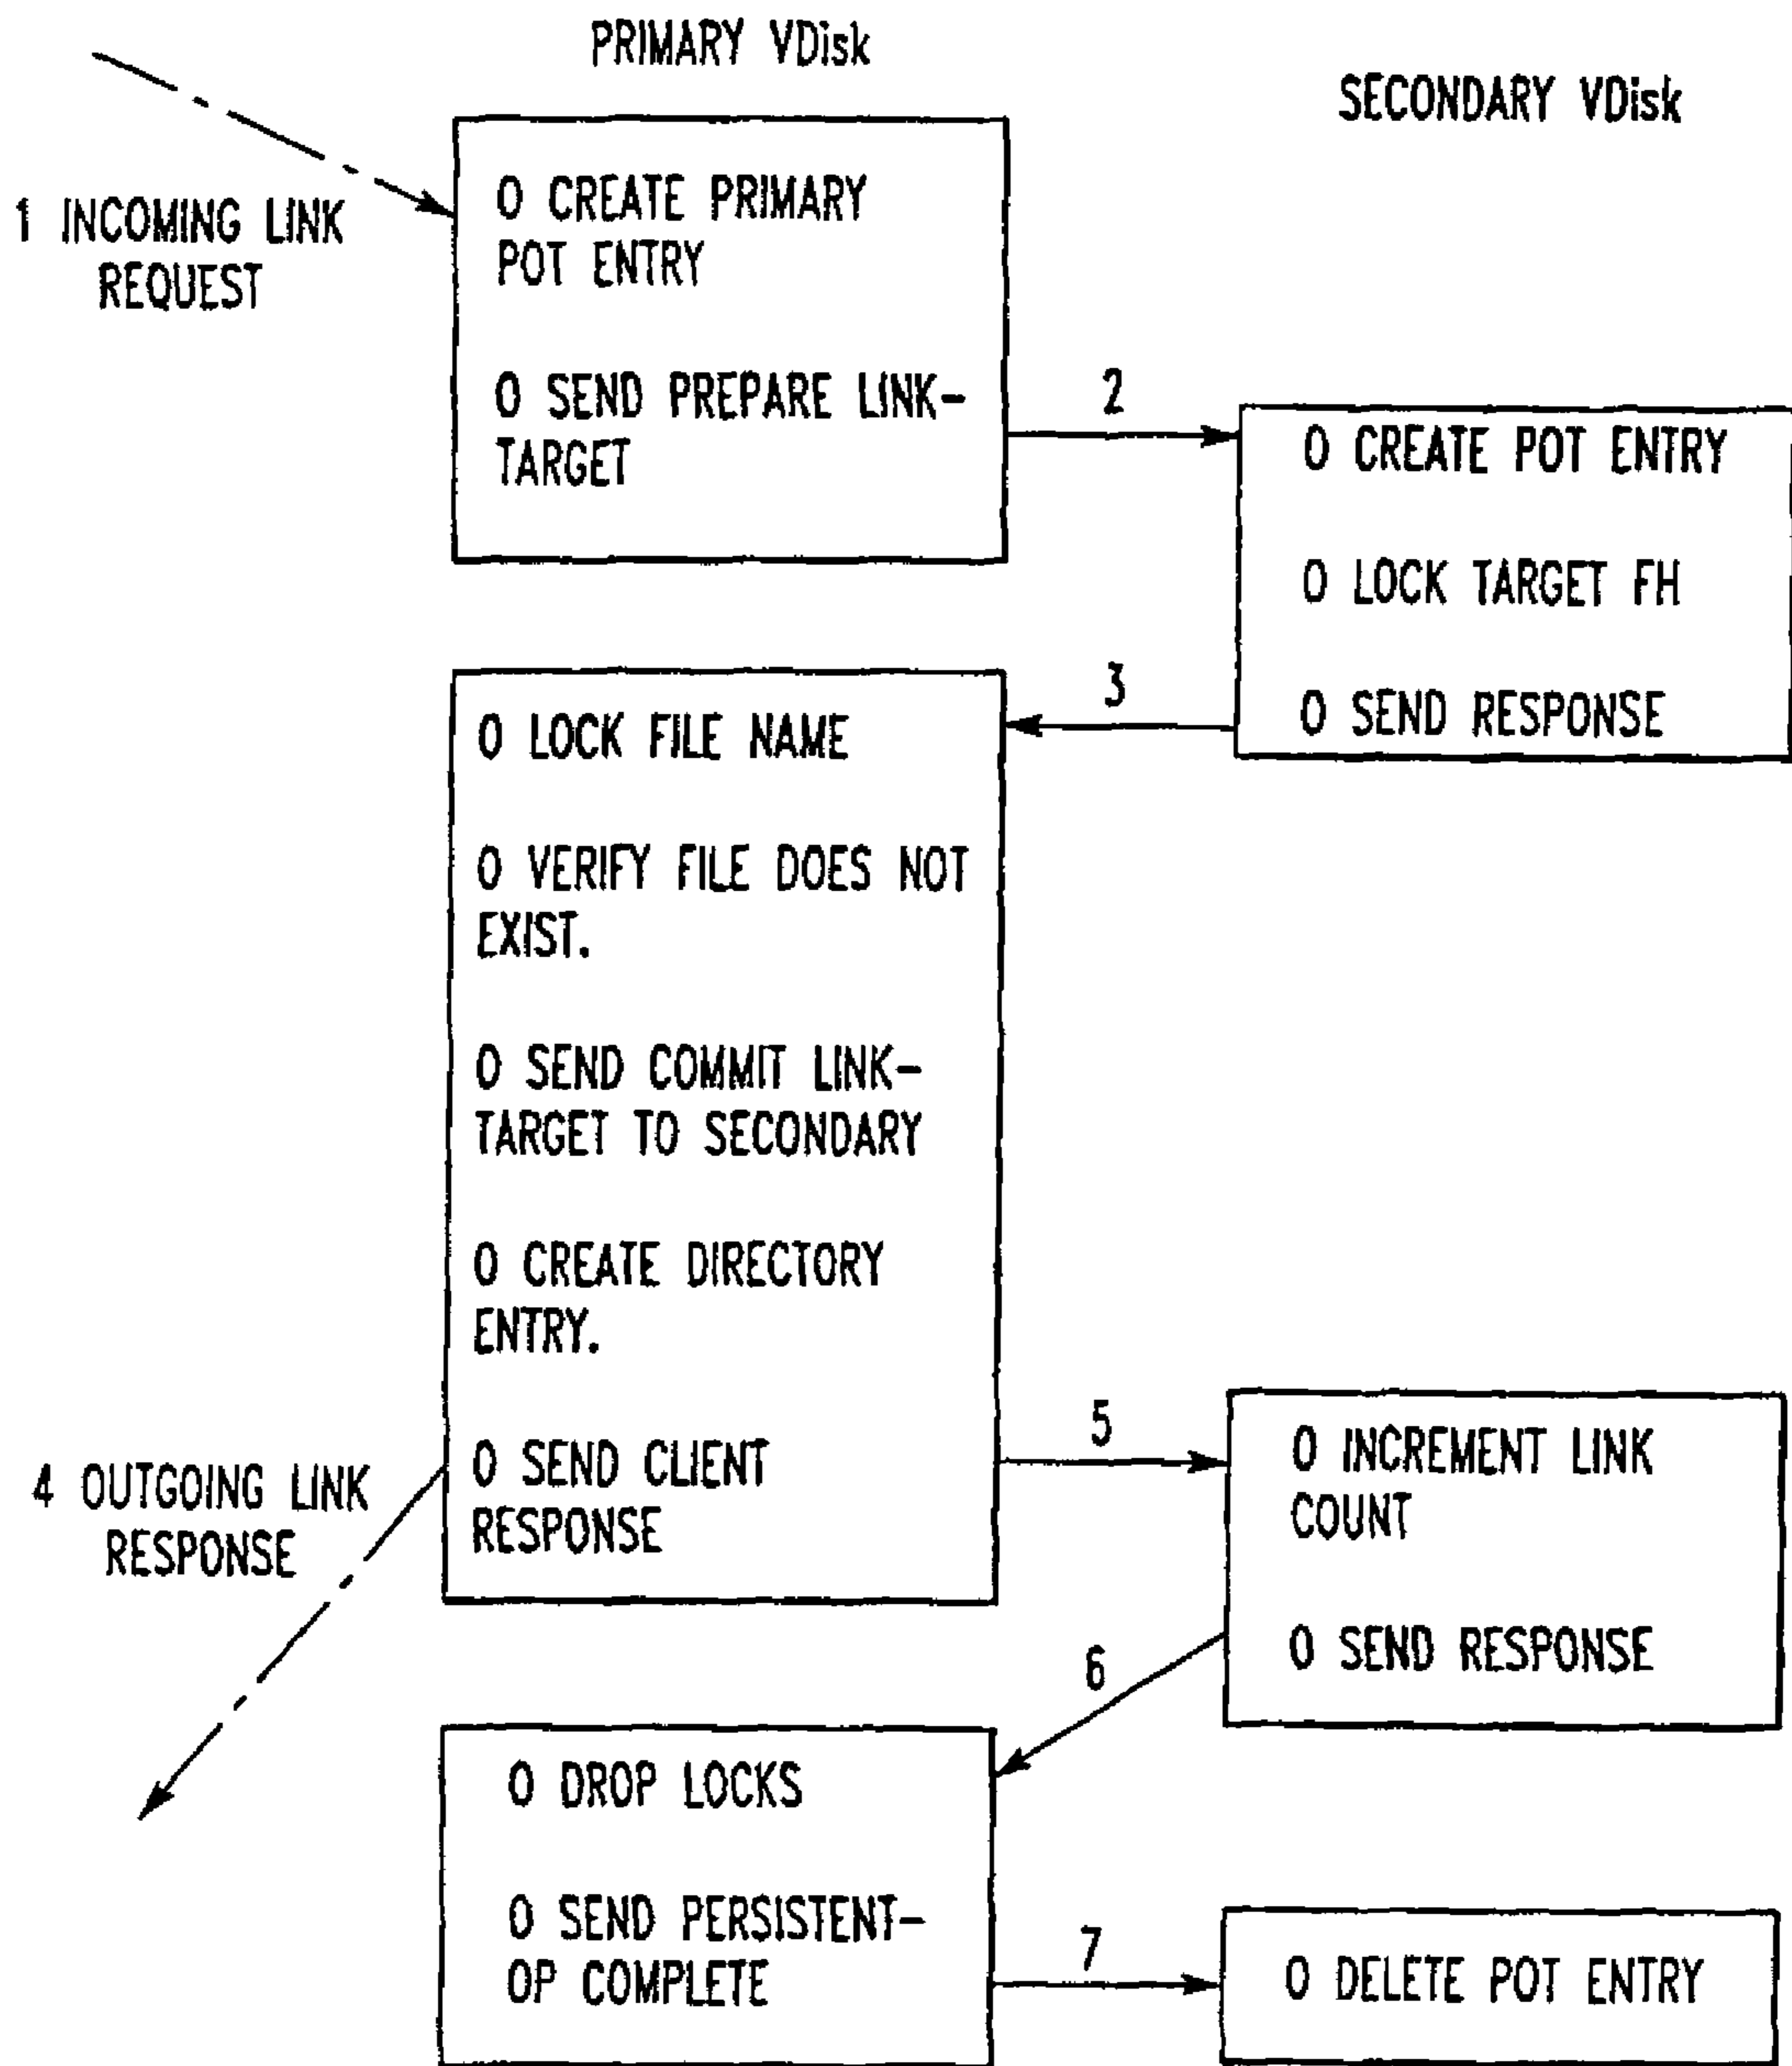 PRIMARY VDisk
SECONDARY VDisk
1 INCOMING LINK
REQUEST
O CREATE PRIMARY
POT ENTRY
O SEND PREPARE LINK-
TARGET
2
O CREATE POT ENTRY
O LOCK TARGET FH
O SEND RESPONSE
3
O LOCK FILE NAME
O VERIFY FILE DOES NOT
EXIST.
O SEND COMMIT LINK-
TARGET TO SECONDARY
O CREATE DIRECTORY
ENTRY.
O SEND CLIENT
RESPONSE
4 OUTGOING LINK
RESPONSE
5
O INCREMENT LINK
COUNT
O SEND RESPONSE
6
O DROP LOCKS
O SEND PERSISTENT-
OP COMPLETE
7
O DELETE POT ENTRY